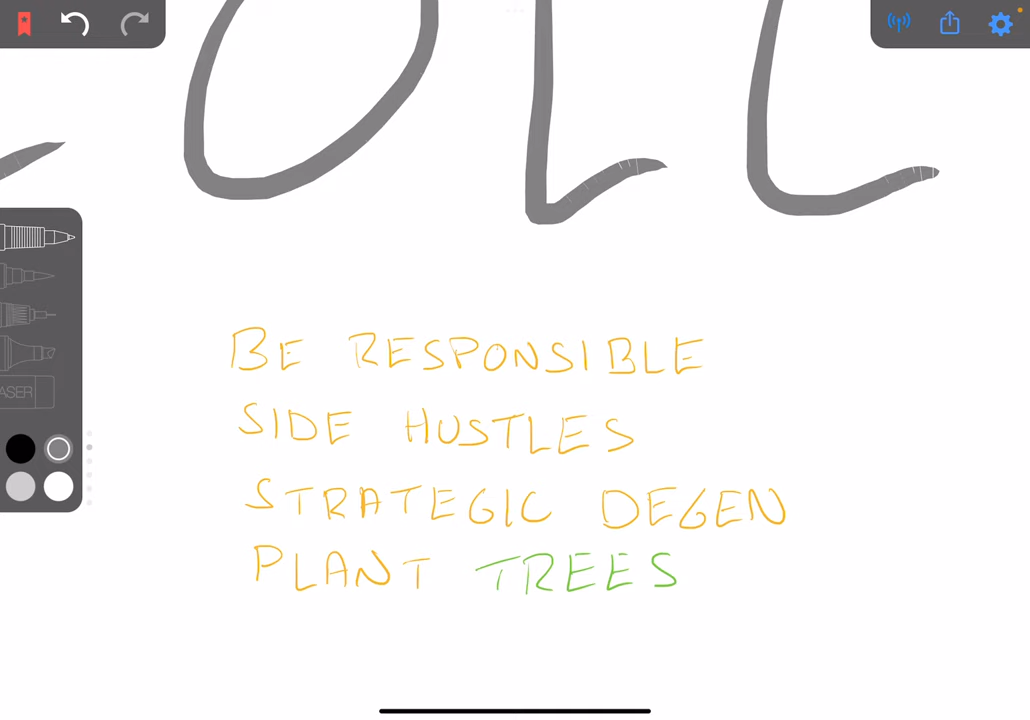 BE RESPONSIBLE
SIDE HUSTLES
STRATEGIC DEGEN
PLANT TREES